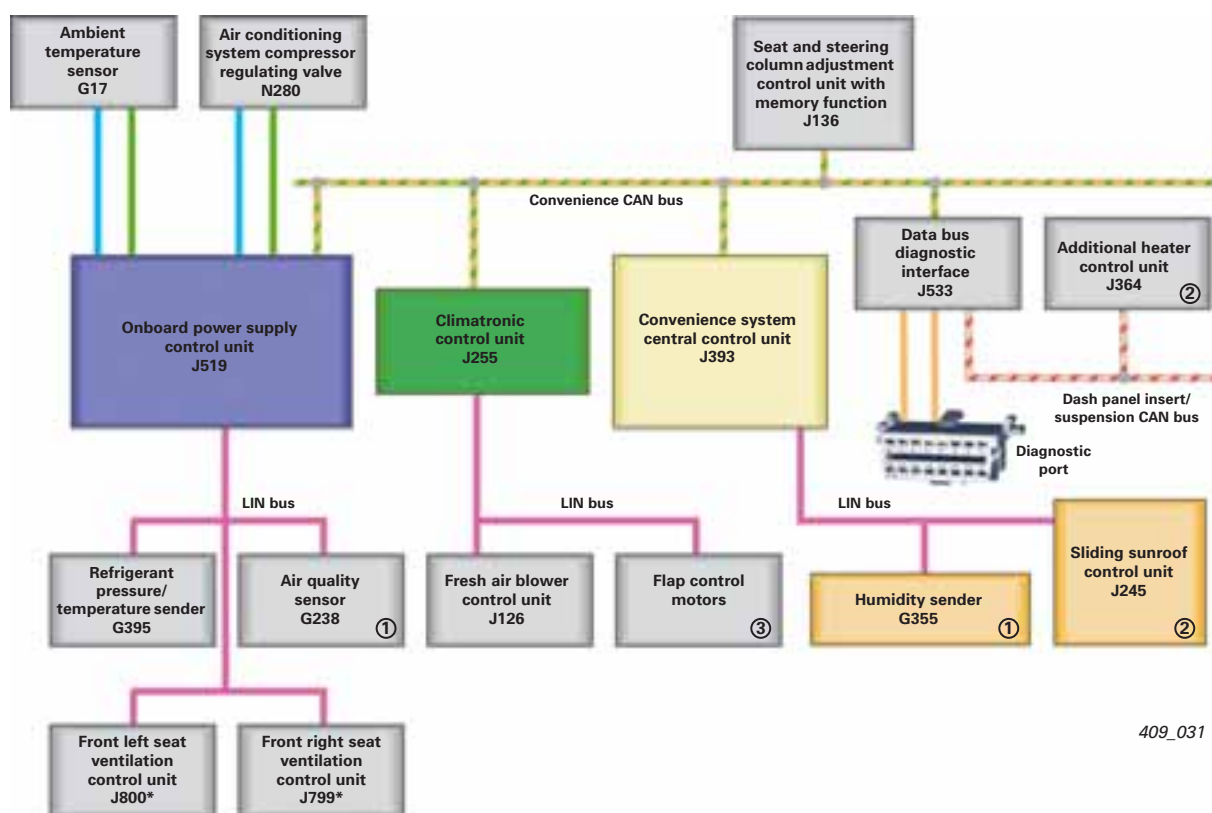 Ambient
temperature
sensor
G17
Air conditioning
system compressor
regulating valve
N280
Seat and steering
column adjustment
control unit with
memory function
J136
Convenience CAN bus
Data bus
diagnostic
interface
J533
Additional heater
control unit
J364
②
Onboard power supply
control unit
J519
Climatronic
control unit
J255
Convenience system
central control unit
J393
Dash panel insert/
suspension CAN bus
Diagnostic
port
LIN bus
LIN bus
LIN bus
Refrigerant
pressure/
temperature sender
G395
Air quality
sensor
G238
①
Fresh air blower
control unit
J126
Flap control
motors
③
Humidity sender
G355
①
Sliding sunroof
control unit
J245
②
Front left seat
ventilation
control unit
J800*
Front right seat
ventilation
control unit
J799*
409_031